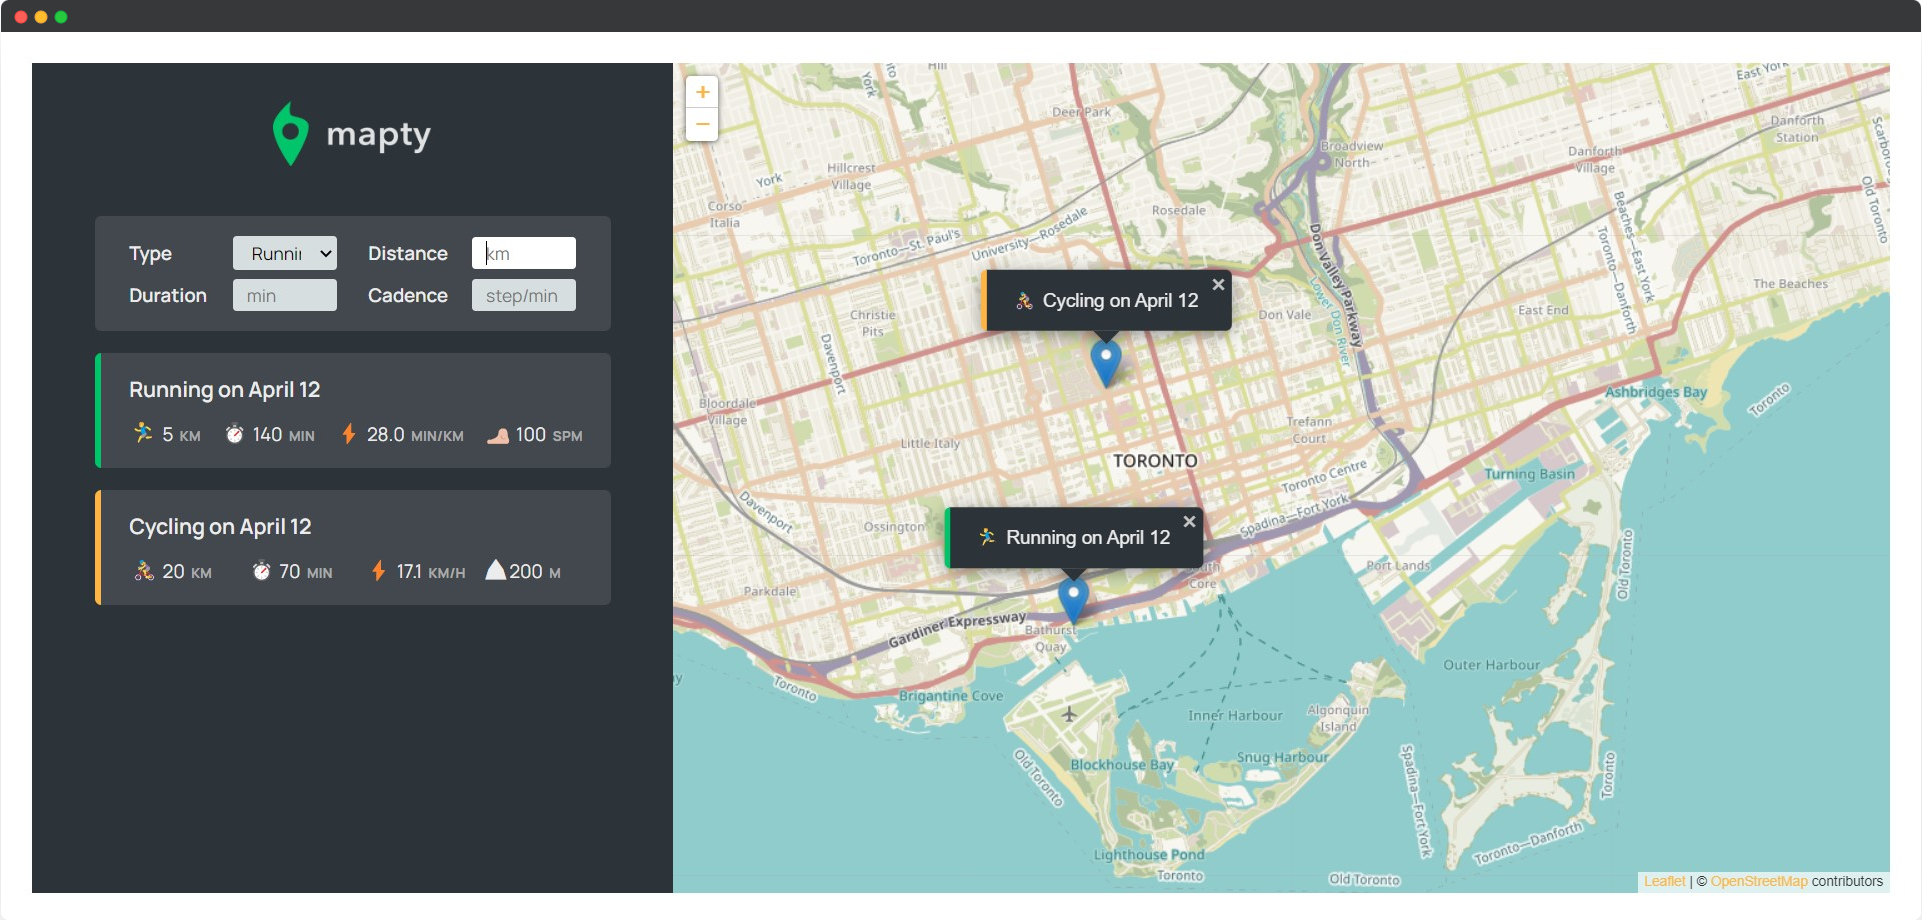 mapty
Type Runni Distance km
Duration min Cadence step/min
Running on April 12
5 KM 140 MIN 28.0 MIN/KM 100 SPM
Cycling on April 12
20 KM 70 MIN 17.1 KM/H 200 M
+
−
Hill
York
East York
Deer Park
Danforth
Station
Scarbor
Broadview
North
Danforth
Village
Hillcrest
Village
York
Corso
Italia
Rosedale
Old Toronto
Beaches—East York
Toronto—St. Paul's
University—Rosedale
Toronto—Danforth
Don Valley Parkway
Lower Don River
Cycling on April 12
×
The Beaches
Christie
Pits
Don Vale
East End
Davenport
Ashbridges Bay
Toronto
Bloordale
Village
Trefann
Court
Little Italy
TORONTO
Toronto Centre
Turning Basin
Davenport
Ossington
Spadina—Fort York
Running on April 12
×
Old Toronto
Port Lands
Core
Parkdale
Gardiner Expressway
Bathurst
Quay
Outer Harbour
ay
Toronto
Brigantine Cove
Algonquin
Island
Inner Harbour
Snug Harbour
Blockhouse Bay
Old Toronto
Spadina—Fort York
Toronto
Toronto—Danforth
Lighthouse Pond
Toronto
Old Toronto
Leaflet | © OpenStreetMap contributors